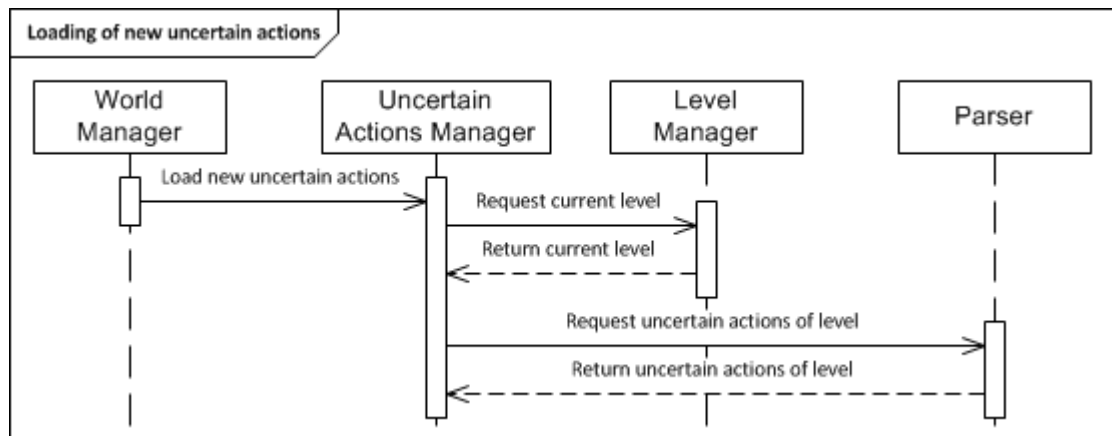 Loading of new uncertain actions
World
Manager
Uncertain
Actions Manager
Level
Manager
Parser
Load new uncertain actions
Request current level
Return current level
Request uncertain actions of level
Return uncertain actions of level